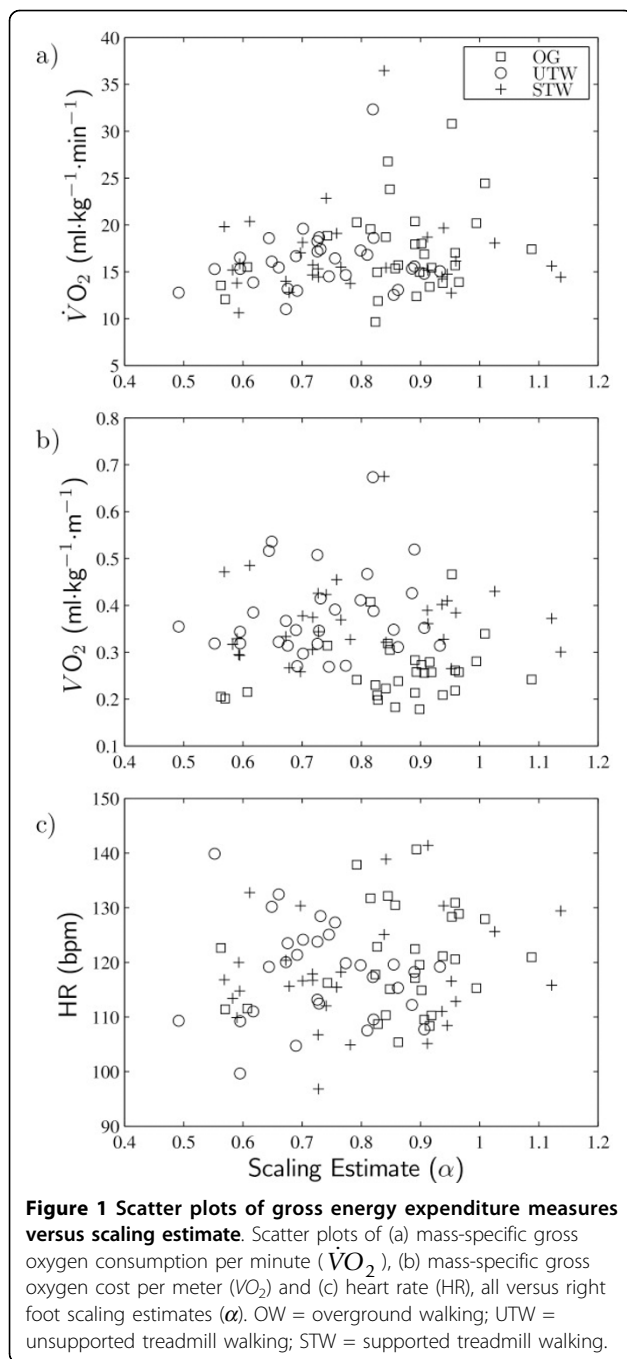 a)
OG
UTW
STW
V̇O₂ (ml·kg⁻¹·min⁻¹)
40
35
30
25
20
15
10
5
0.4 0.5 0.6 0.7 0.8 0.9 1 1.1 1.2
b)
VO₂ (ml·kg⁻¹·m⁻¹)
0.8
0.7
0.6
0.5
0.4
0.3
0.2
0.1
0.4 0.5 0.6 0.7 0.8 0.9 1 1.1 1.2
c)
HR (bpm)
150
140
130
120
110
100
90
0.4 0.5 0.6 0.7 0.8 0.9 1 1.1 1.2
Scaling Estimate (α)
Figure 1 Scatter plots of gross energy expenditure measures
versus scaling estimate. Scatter plots of (a) mass-specific gross
oxygen consumption per minute (V̇O₂), (b) mass-specific gross
oxygen cost per meter (VO₂) and (c) heart rate (HR), all versus right
foot scaling estimates (α). OW = overground walking; UTW =
unsupported treadmill walking; STW = supported treadmill walking.